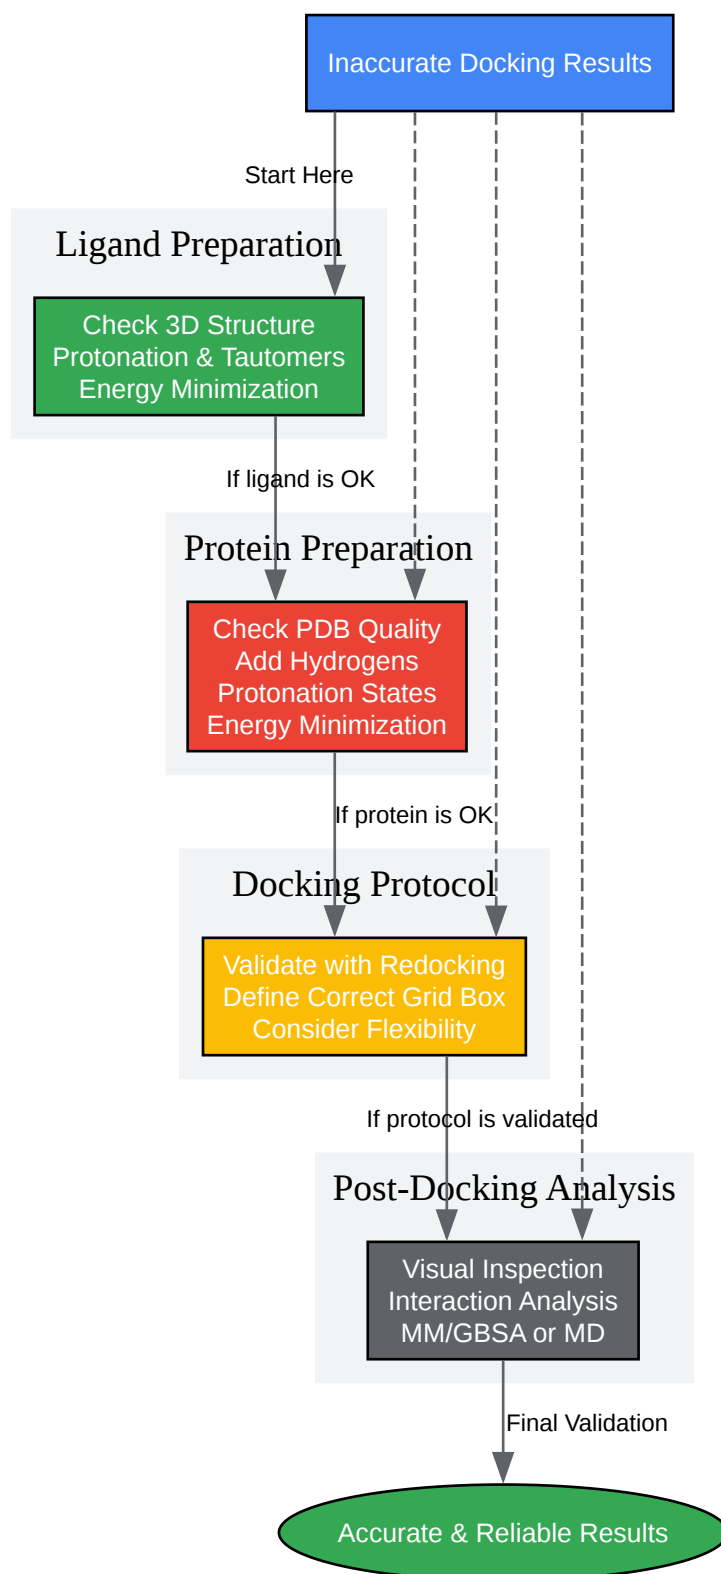 Inaccurate Docking Results
Start Here
Ligand Preparation
Check 3D Structure
Protonation & Tautomers
Energy Minimization
If ligand is OK
Protein Preparation
Check PDB Quality
Add Hydrogens
Protonation States
Energy Minimization
If protein is OK
Docking Protocol
Validate with Redocking
Define Correct Grid Box
Consider Flexibility
If protocol is validated
Post-Docking Analysis
Visual Inspection
Interaction Analysis
MM/GBSA or MD
Final Validation
Accurate & Reliable Results